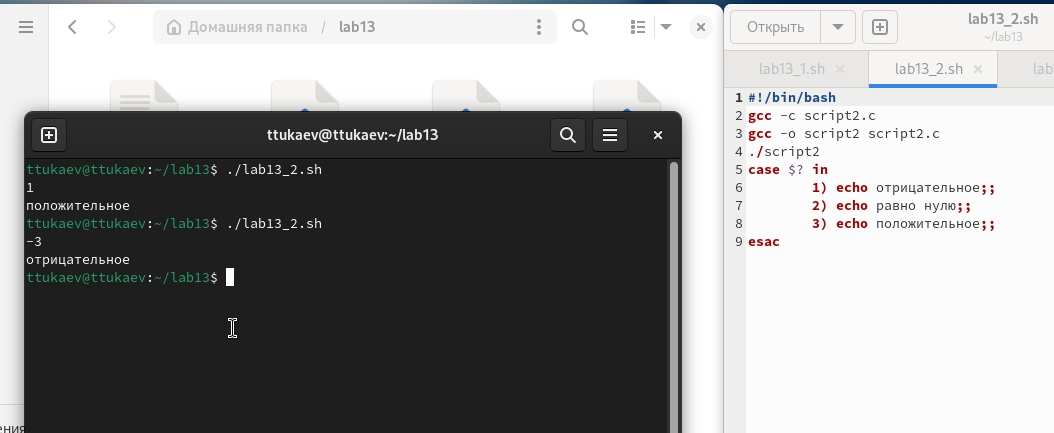 Домашняя папка / lab13
Открыть
lab13_2.sh
~/lab13
lab13_1.sh
lab13_2.sh
ttukaev@ttukaev:~/lab13
ttukaev@ttukaev:~/lab13$ ./lab13_2.sh
1
положительное
ttukaev@ttukaev:~/lab13$ ./lab13_2.sh
-3
отрицательное
ttukaev@ttukaev:~/lab13$
1 #!/bin/bash
2 gcc -c script2.c
3 gcc -o script2 script2.c
4 ./script2
5 case $? in
6 1) echo отрицательное;;
7 2) echo равно нулю;;
8 3) echo положительное;;
9 esac